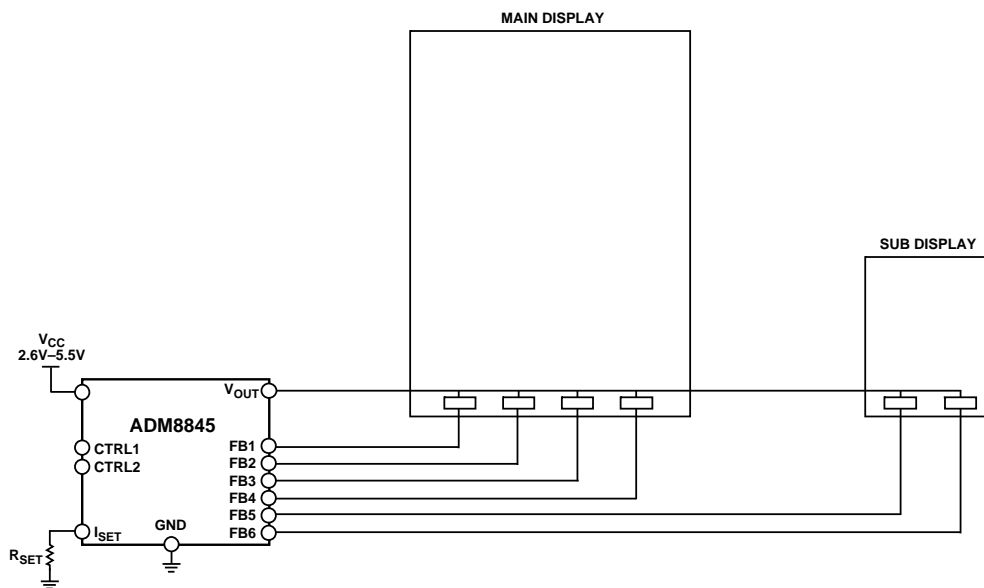 MAIN DISPLAY
SUB DISPLAY
VCC
2.6V–5.5V
VOUT
ADM8845
FB1
CTRL1
FB2
CTRL2
FB3
FB4
FB5
ISET
GND
FB6
RSET